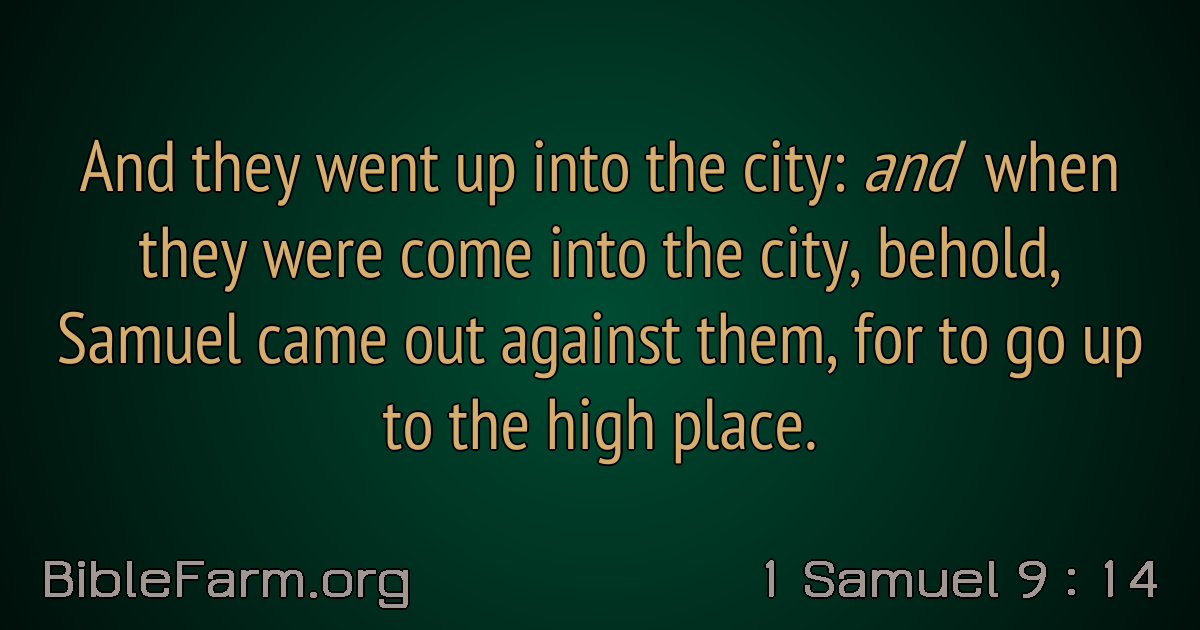 And they went up into the city: and when
they were come into the city, behold,
Samuel came out against them, for to go up
to the high place.
BibleFarm.org
1 Samuel 9 : 14